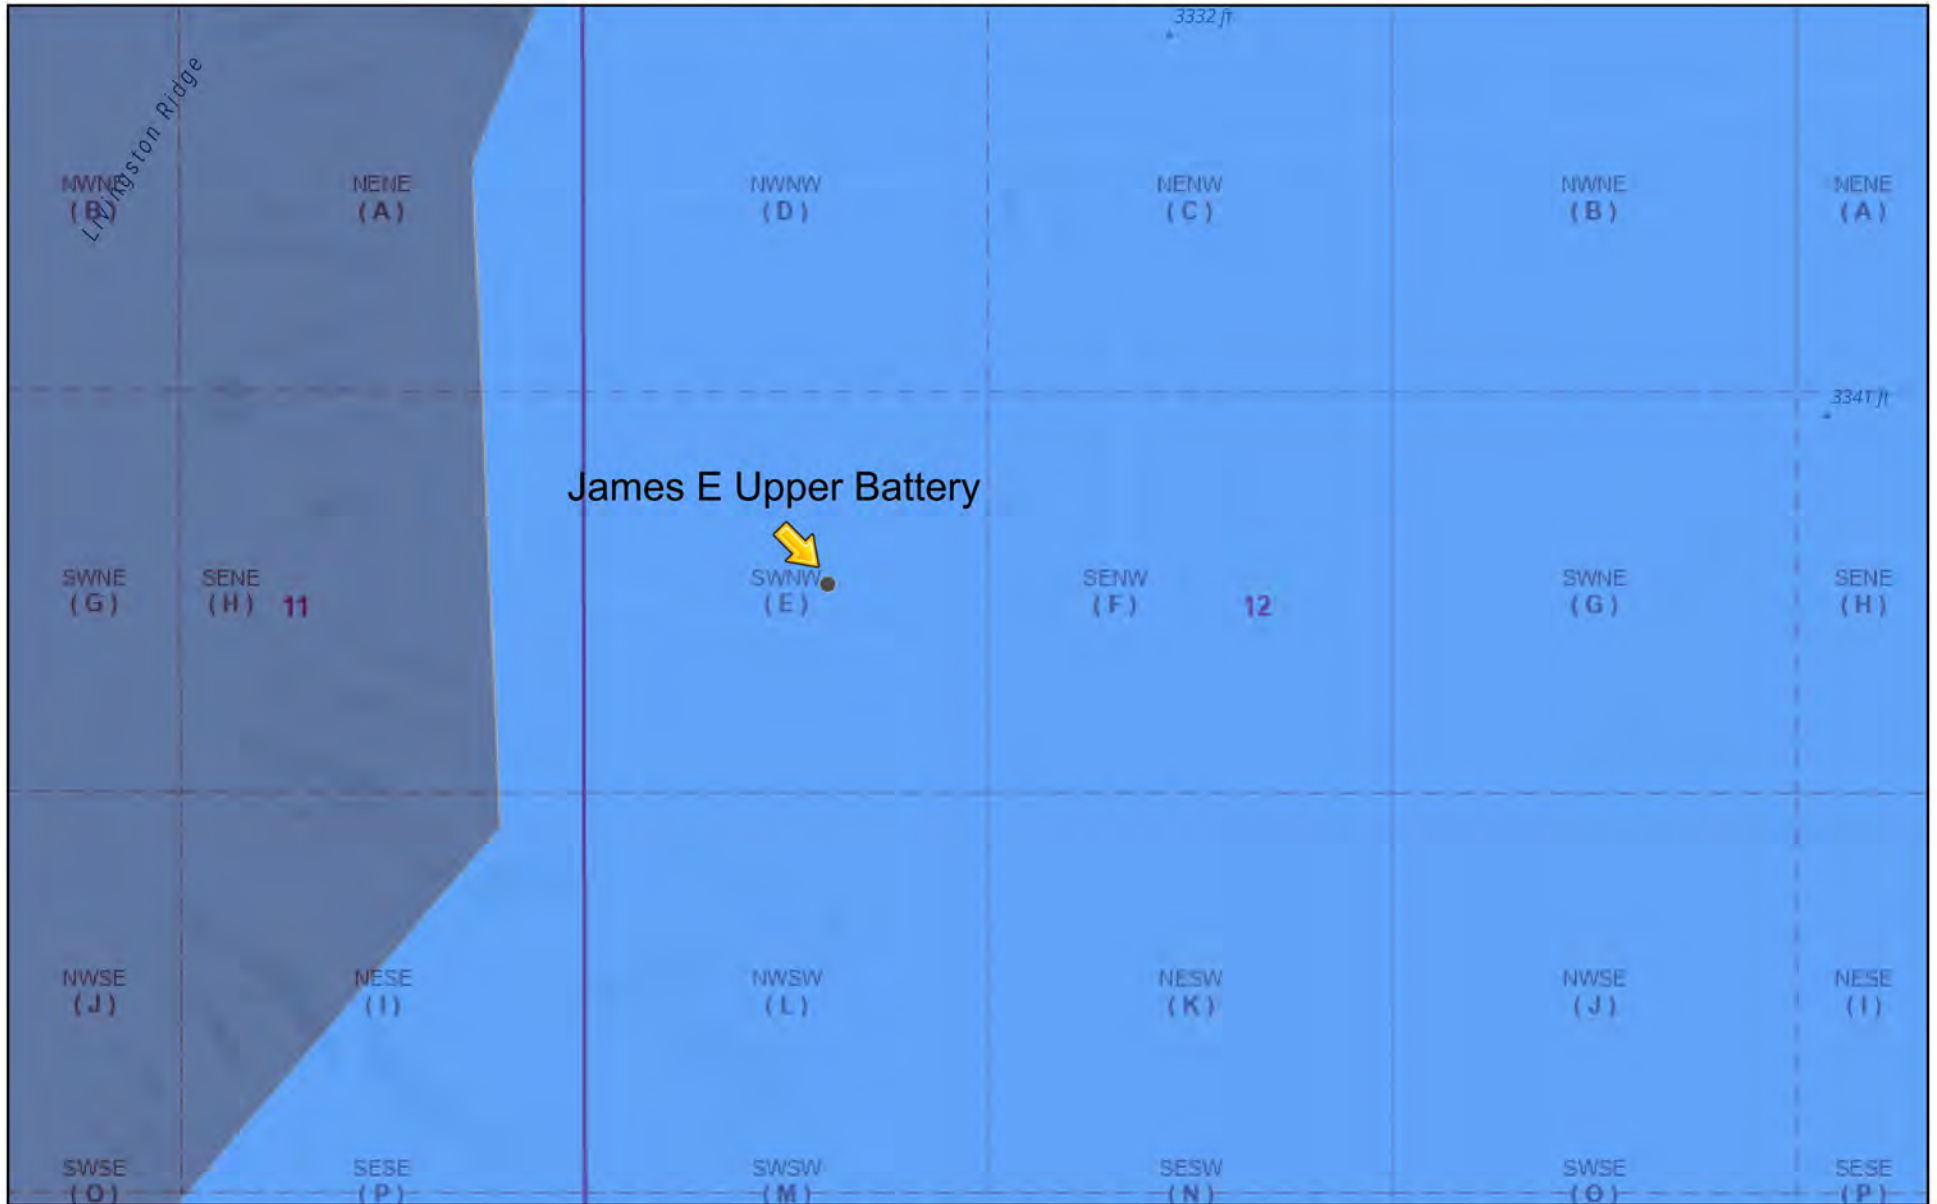 3332 ft
Livingston Ridge
NWNE
(B)
NENE
(A)
NWNW
(D)
NENW
(C)
NWNE
(B)
NENE
(A)
3341 ft
James E Upper Battery
SWNE
(G)
SENE
(H)
11
SWNW
(E)
SENW
(F)
12
SWNE
(G)
SENE
(H)
NWSE
(J)
NESE
(I)
NWSW
(L)
NESW
(K)
NWSE
(J)
NESE
(I)
SWSE
(O)
SESE
(P)
SWSW
(M)
SESW
(N)
SWSE
(O)
SESE
(P)